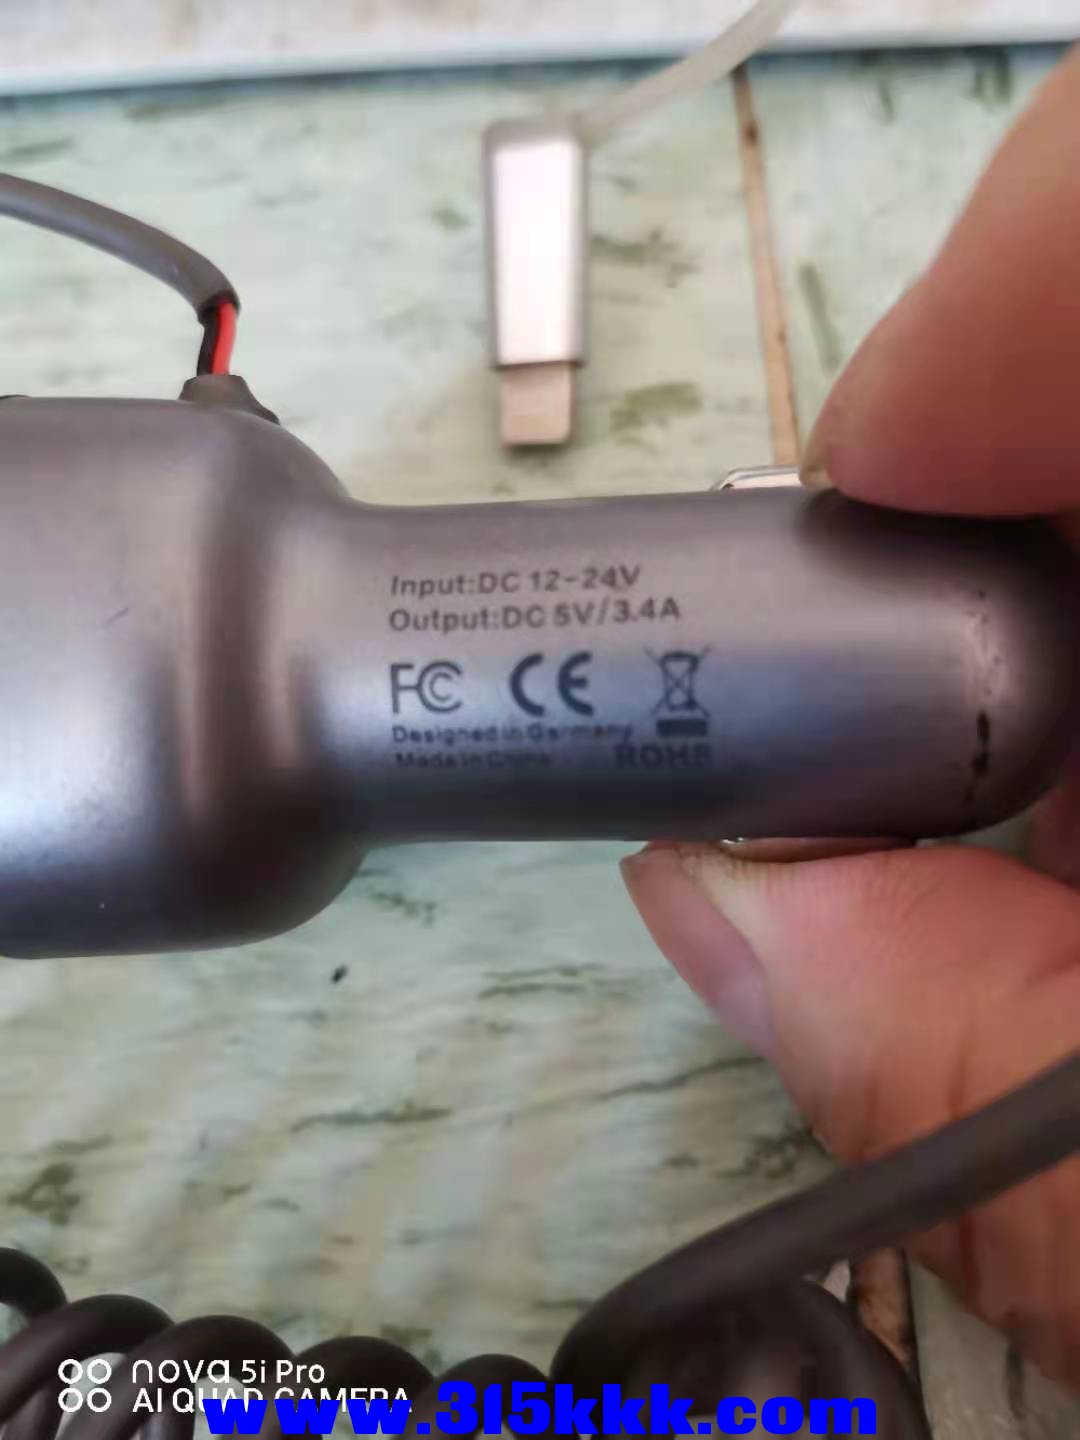 Input:DC 12-24V
Output:DC 5V/3.4A
FC CE
Designed in Germany
Made in China ROHS
nova 5i Pro
AI QUAD CAMERA
www.315kkk.com